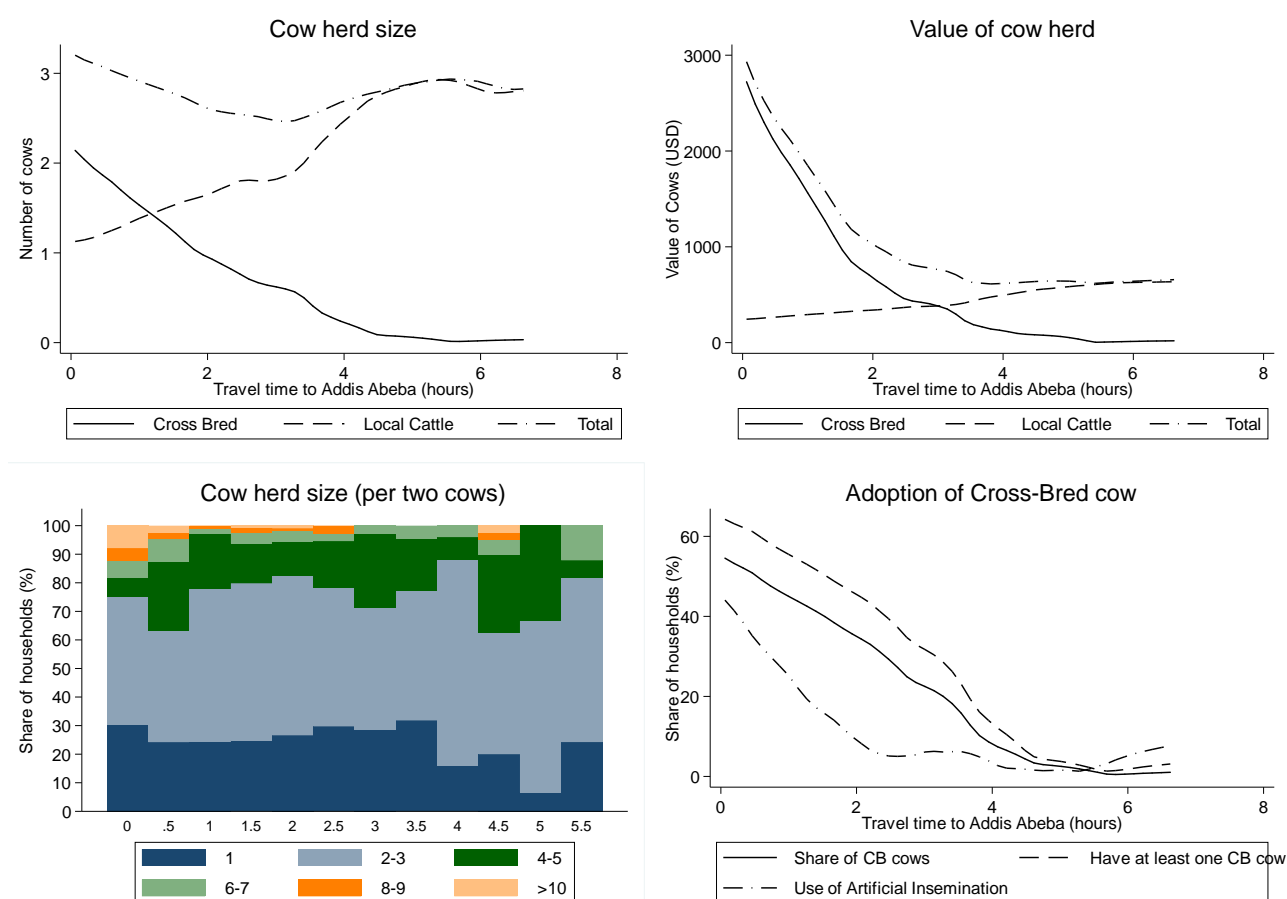 Cow herd size
Number of cows
3
2
1
0
0 2 4 6 8
Travel time to Addis Abeba (hours)
Cross Bred Local Cattle Total
Value of cow herd
Value of Cows (USD)
3000
2000
1000
0
0 2 4 6 8
Travel time to Addis Abeba (hours)
Cross Bred Local Cattle Total
Cow herd size (per two cows)
Share of households (%)
100
90
80
70
60
50
40
30
20
10
0
0 .5 1 1.5 2 2.5 3 3.5 4 4.5 5 5.5
1 2-3 4-5
6-7 8-9 >10
Adoption of Cross-Bred cow
Share of households (%)
60
40
20
0
0 2 4 6 8
Travel time to Addis Abeba (hours)
Share of CB cows Have at least one CB cow
Use of Artificial Insemination